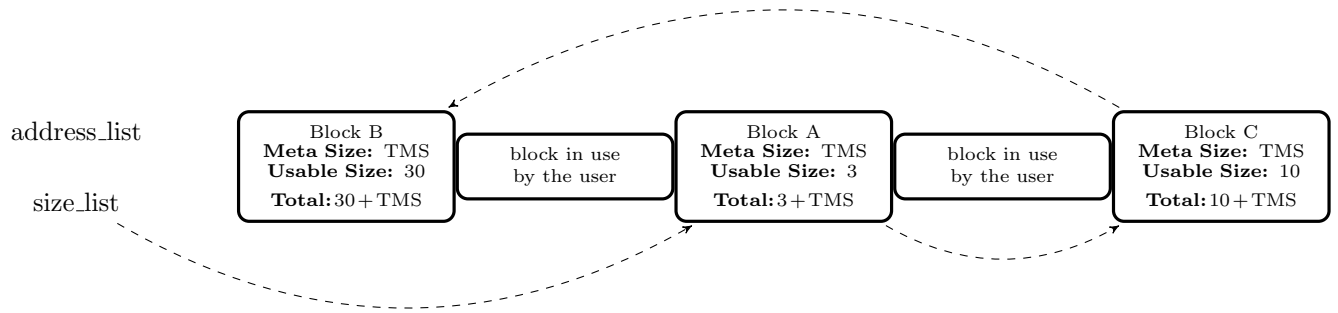 address_list
size_list
Block B
Meta Size: TMS
Usable Size: 30
Total:30+TMS
block in use
by the user
Block A
Meta Size: TMS
Usable Size: 3
Total:3+TMS
block in use
by the user
Block C
Meta Size: TMS
Usable Size: 10
Total:10+TMS